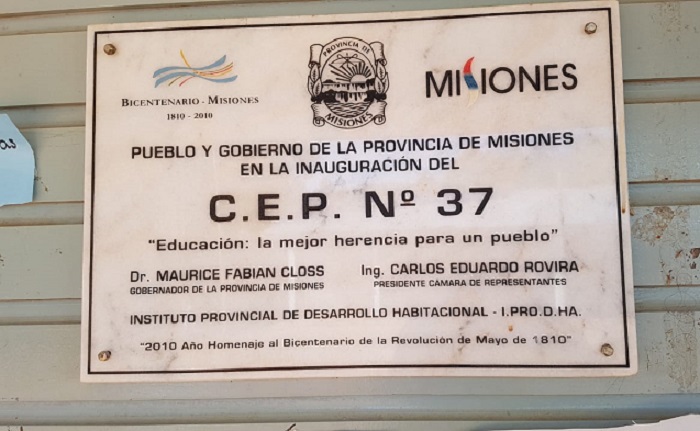 BICENTENARIO - MISIONES
1810 - 2010
PROVINCIA DE
MISIONES
MISIONES
PUEBLO Y GOBIERNO DE LA PROVINCIA DE MISIONES
EN LA INAUGURACIÓN DEL
C.E.P. Nº 37
"Educación: la mejor herencia para un pueblo"
Dr. MAURICE FABIAN CLOSS
GOBERNADOR DE LA PROVINCIA DE MISIONES
Ing. CARLOS EDUARDO ROVIRA
PRESIDENTE CÁMARA DE REPRESENTANTES
INSTITUTO PROVINCIAL DE DESARROLLO HABITACIONAL - I.PRO.D.HA.
"2010 Año Homenaje al Bicentenario de la Revolución de Mayo de 1810"